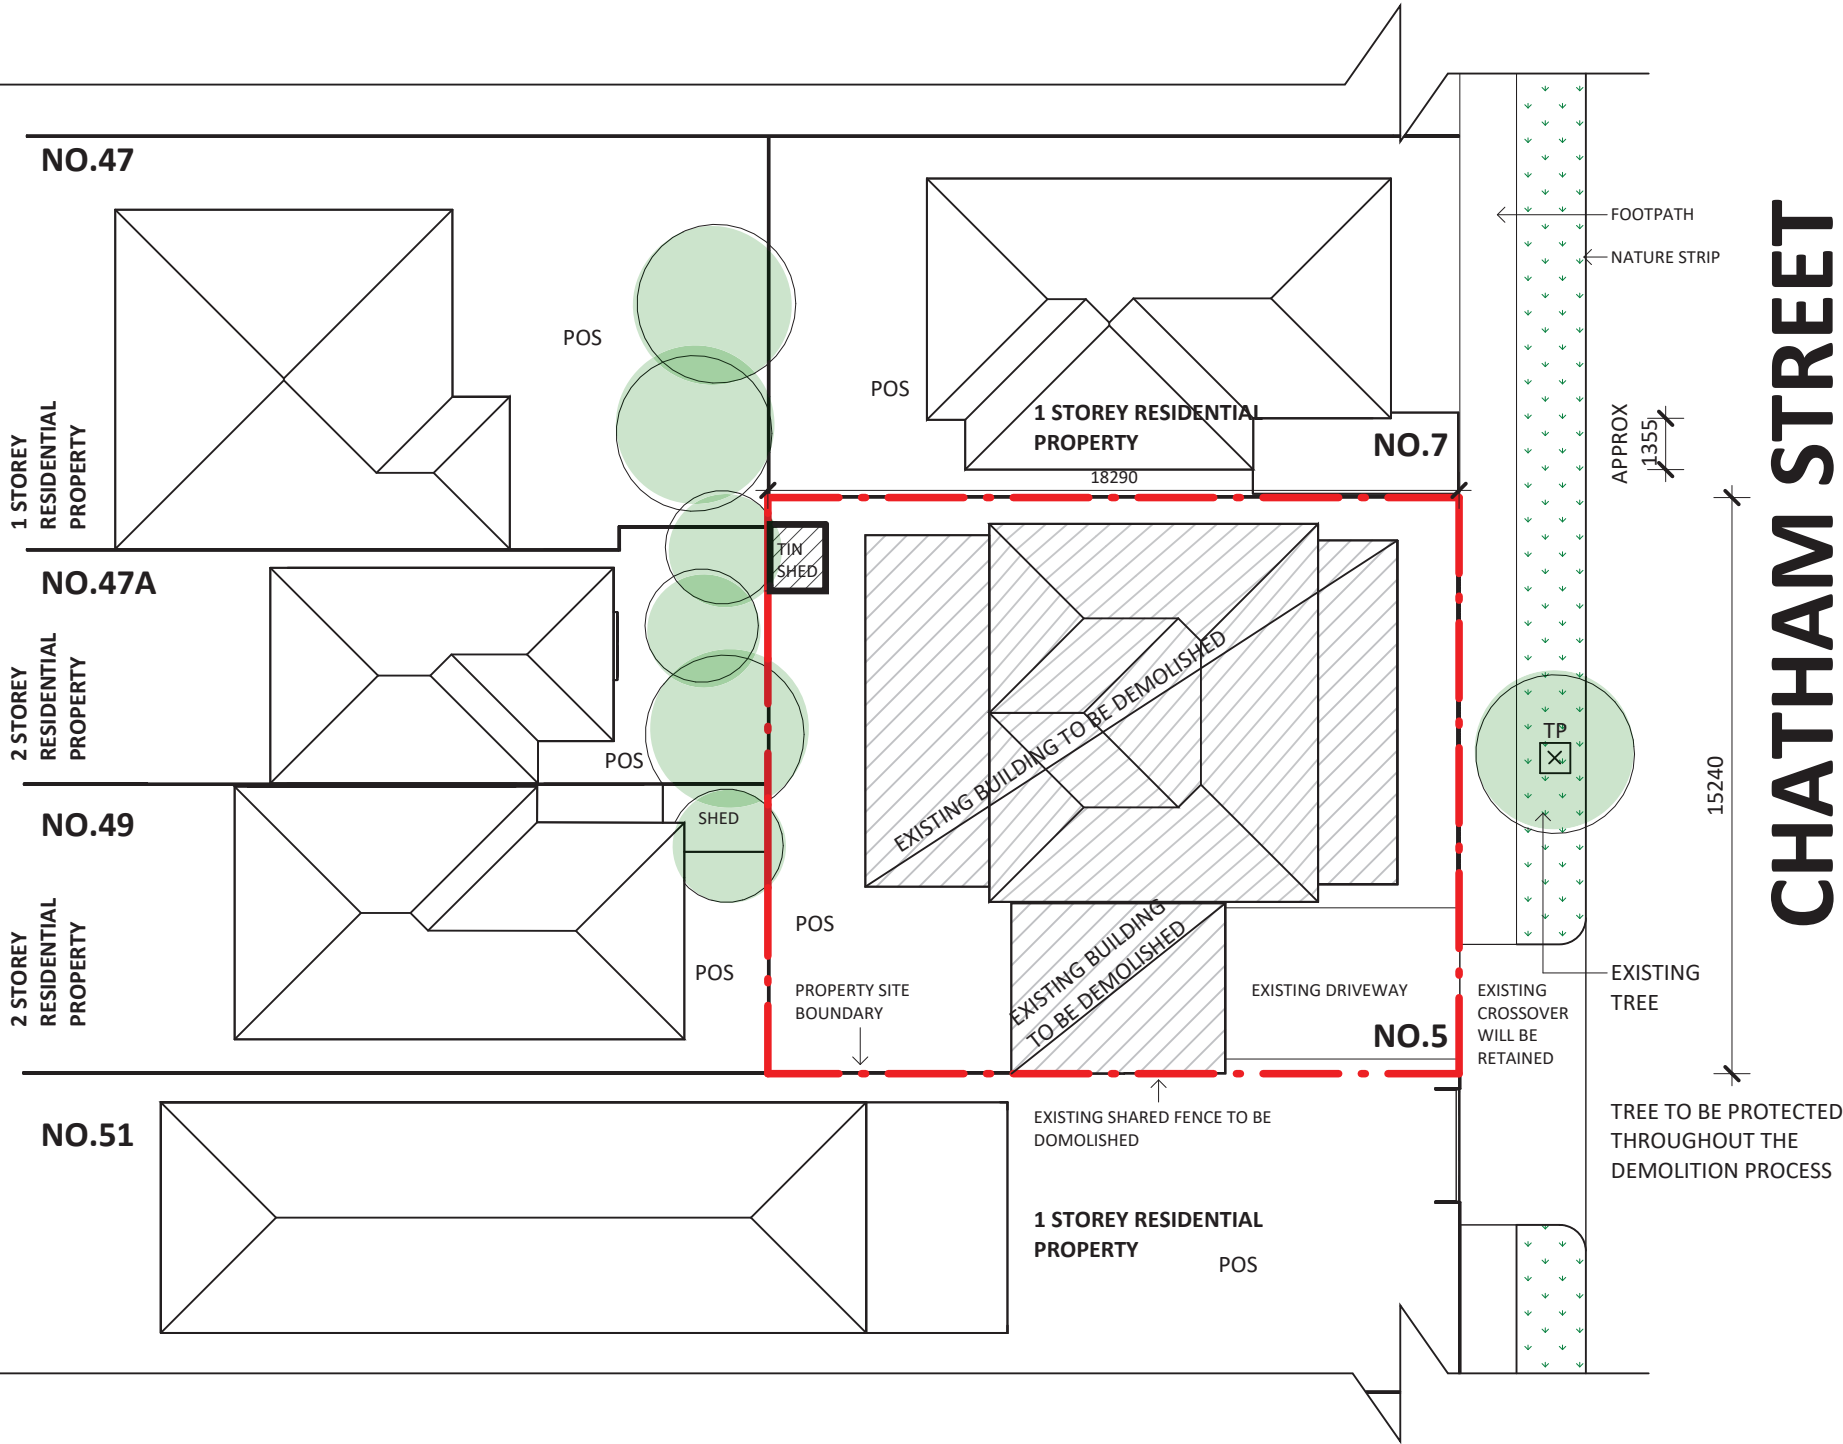 NO.47
1 STOREY
RESIDENTIAL
PROPERTY
POS
POS
1 STOREY RESIDENTIAL
PROPERTY
NO.7
18290
FOOTPATH
NATURE STRIP
APPROX
1355
CHATHAM STREET
NO.47A
2 STOREY
RESIDENTIAL
PROPERTY
POS
TIN
SHED
EXISTING BUILDING TO BE DEMOLISHED
TP
15240
NO.49
2 STOREY
RESIDENTIAL
PROPERTY
SHED
POS
POS
PROPERTY SITE
BOUNDARY
EXISTING BUILDING
TO BE DEMOLISHED
EXISTING DRIVEWAY
NO.5
EXISTING
CROSSOVER
WILL BE
RETAINED
EXISTING
TREE
NO.51
EXISTING SHARED FENCE TO BE
DOMOLISHED
TREE TO BE PROTECTED
THROUGHOUT THE
DEMOLITION PROCESS
1 STOREY RESIDENTIAL
PROPERTY
POS